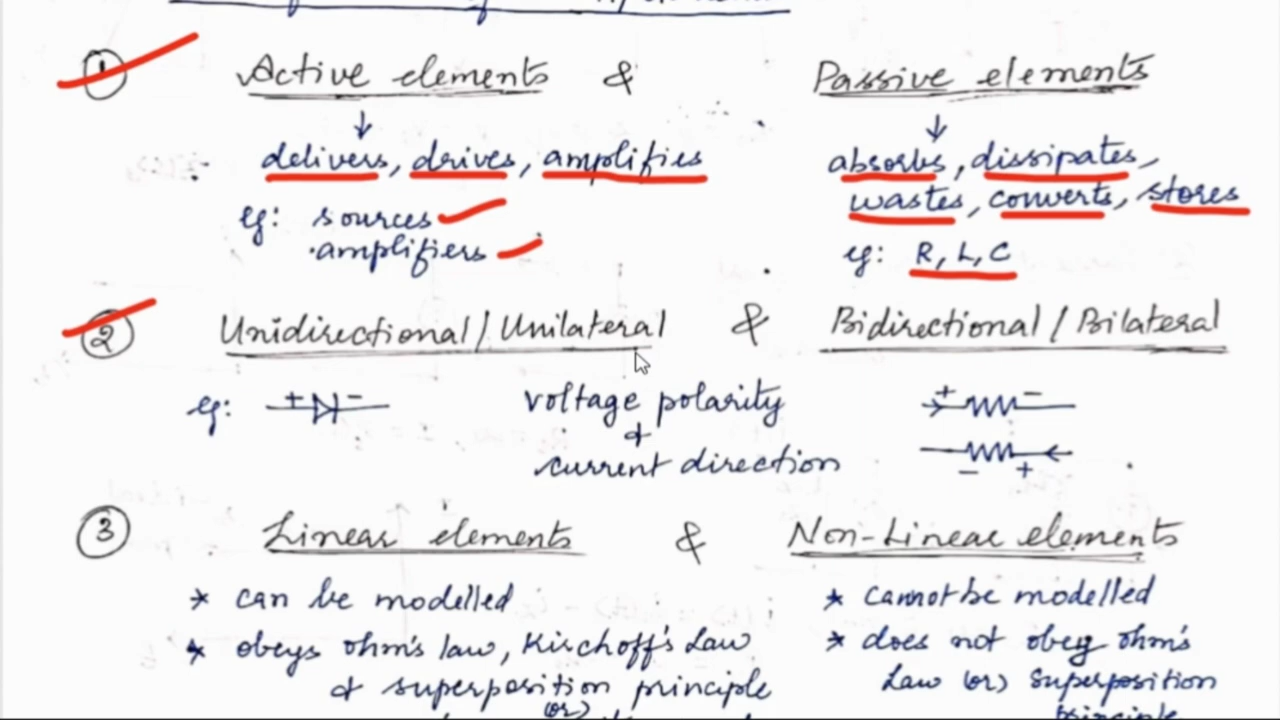 ① Active elements & Passive elements
↓ ↓
delivers, drives, amplifies absorbs, dissipates,
wastes, converts, stores
eg: sources
amplifiers eg: R, L, C
② Unidirectional / Unilateral & Bidirectional / Bilateral
eg: + - voltage polarity + -
&
current direction - +
③ Linear elements & Non-Linear elements
* can be modelled * cannot be modelled
* obeys ohm's law, Kirchoff's Law * does not obey ohm's
& superposition principle Law (or) Superposition
(or) principle